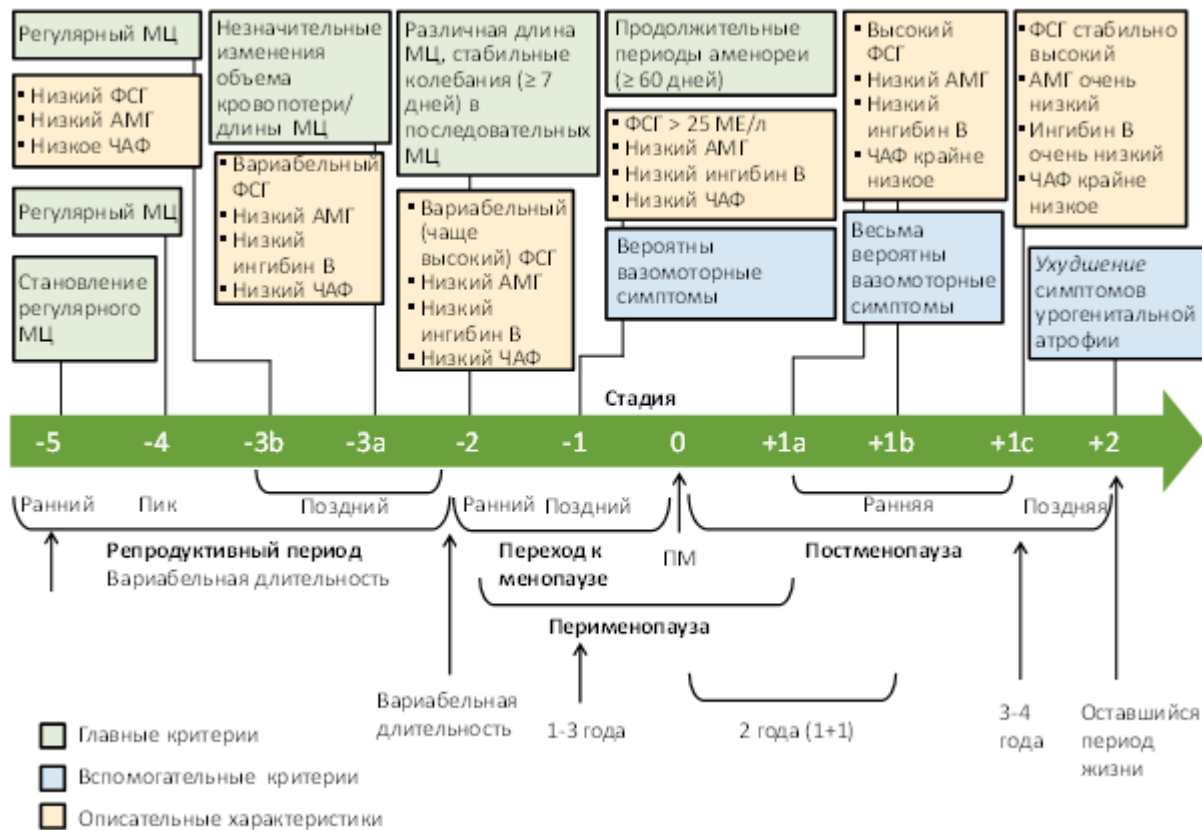 Регулярный МЦ
▪ Низкий ФСГ
▪ Низкий АМГ
▪ Низкое ЧАФ
Регулярный МЦ
Становление
регулярного
МЦ
Незначительные
изменения
объема
кровопотери/
длины МЦ
▪ Вариабельный
ФСГ
▪ Низкий АМГ
▪ Низкий
ингибин В
▪ Низкий ЧАФ
Различная длина
МЦ, стабильные
колебания (≥ 7
дней) в
последовательных
МЦ
▪ Вариабельный
(чаще
высокий) ФСГ
▪ Низкий АМГ
▪ Низкий
ингибин В
▪ Низкий ЧАФ
Продолжительные
периоды аменореи
(≥ 60 дней)
▪ ФСГ > 25 МЕ/л
▪ Низкий АМГ
▪ Низкий ингибин В
▪ Низкий ЧАФ
Вероятны
вазомоторные
симптомы
▪ Высокий
ФСГ
▪ Низкий АМГ
▪ Низкий
ингибин В
▪ ЧАФ крайне
низкое
Весьма
вероятны
вазомоторные
симптомы
▪ ФСГ стабильно
высокий
▪ АМГ очень
низкий
▪ Ингибин В
очень низкий
▪ ЧАФ крайне
низкое
Ухудшение
симптомов
урогенитальной
атрофии
Стадия
-5 -4 -3b -3a -2 -1 0 +1a +1b +1c +2
Ранний Пик Поздний Ранний Поздний Ранняя Поздняя
Репродуктивный период
Вариабельная длительность
Переход к
менопаузе
ПМ
Постменопауза
Перименопауза
Вариабельная
длительность
1-3 года
2 года (1+1)
3-4
года
Оставшийся
период
жизни
Главные критерии
Вспомогательные критерии
Описательные характеристики